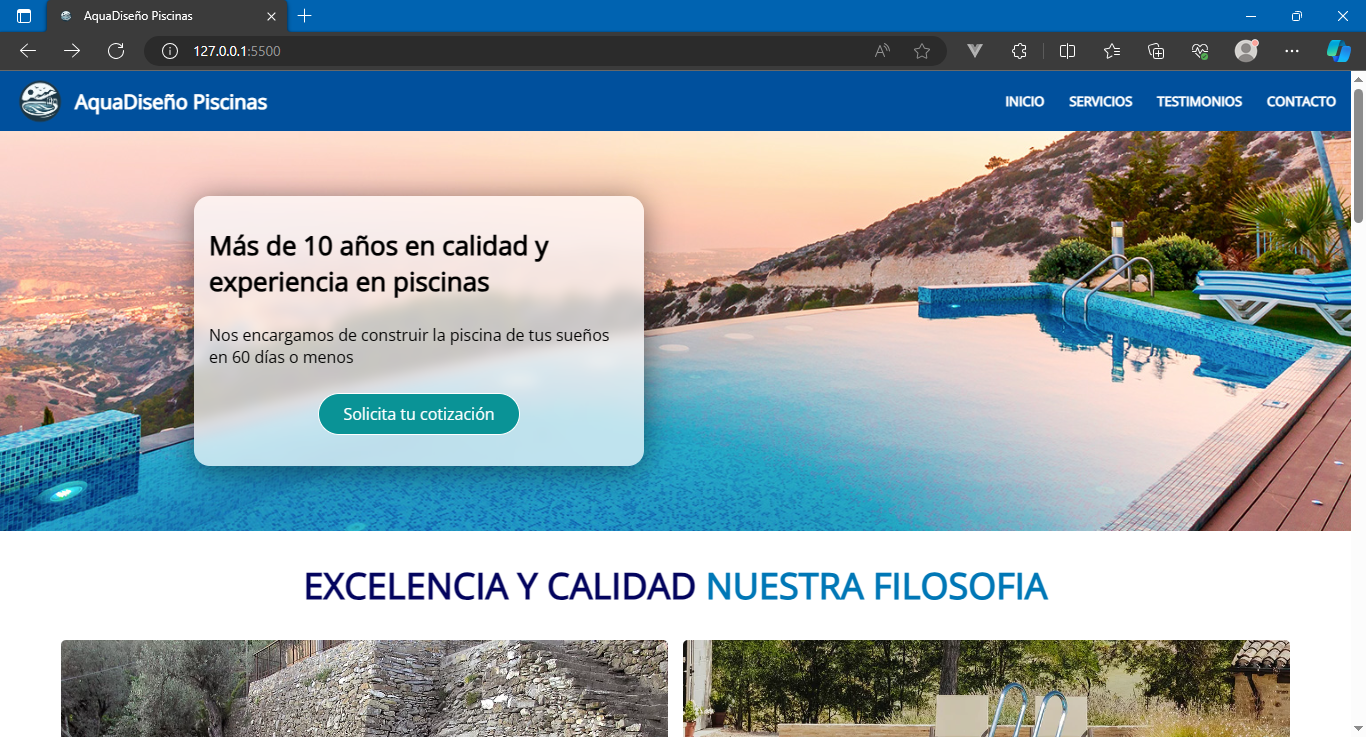 AquaDiseño Piscinas
127.0.0.1:5500
AquaDiseño Piscinas
INICIO SERVICIOS TESTIMONIOS CONTACTO
Más de 10 años en calidad y
experiencia en piscinas
Nos encargamos de construir la piscina de tus sueños
en 60 días o menos
Solicita tu cotización
EXCELENCIA Y CALIDAD NUESTRA FILOSOFIA